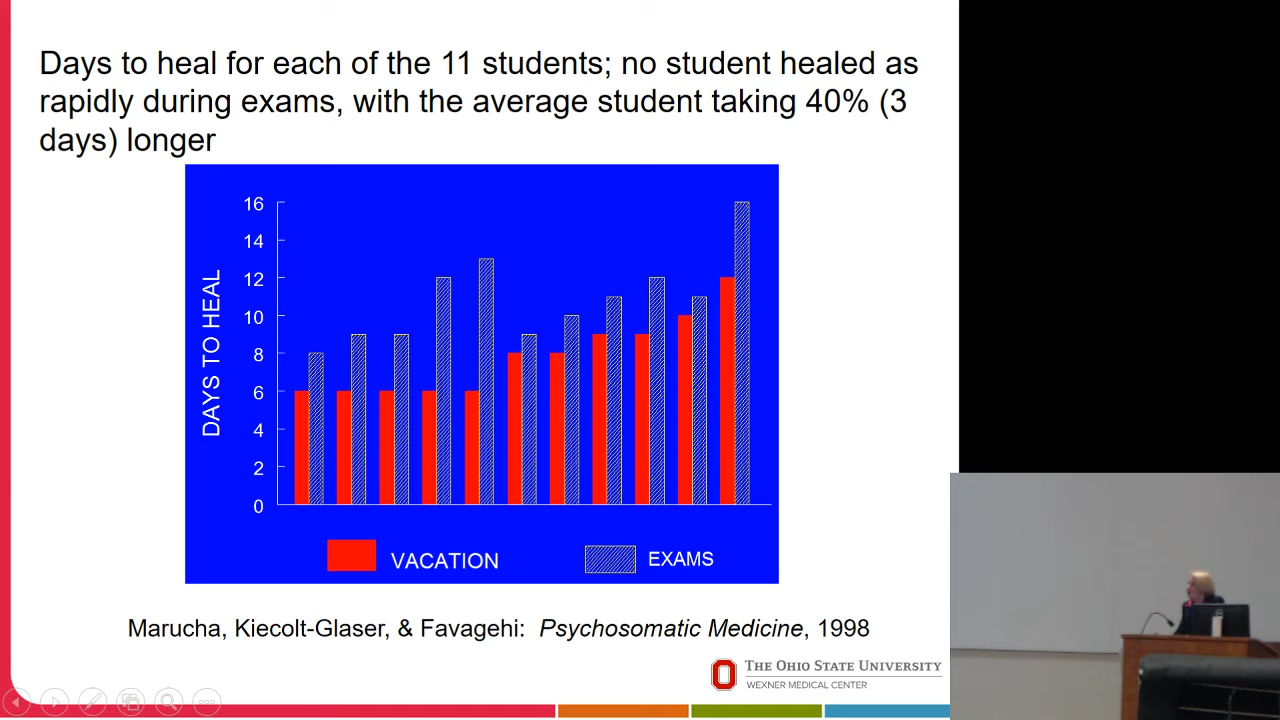 Days to heal for each of the 11 students; no student healed as
rapidly during exams, with the average student taking 40% (3
days) longer
16
14
12
10
8
6
4
2
0
DAYS TO HEAL
VACATION
EXAMS
Marucha, Kiecolt-Glaser, & Favagehi: Psychosomatic Medicine, 1998
THE OHIO STATE UNIVERSITY
WEXNER MEDICAL CENTER